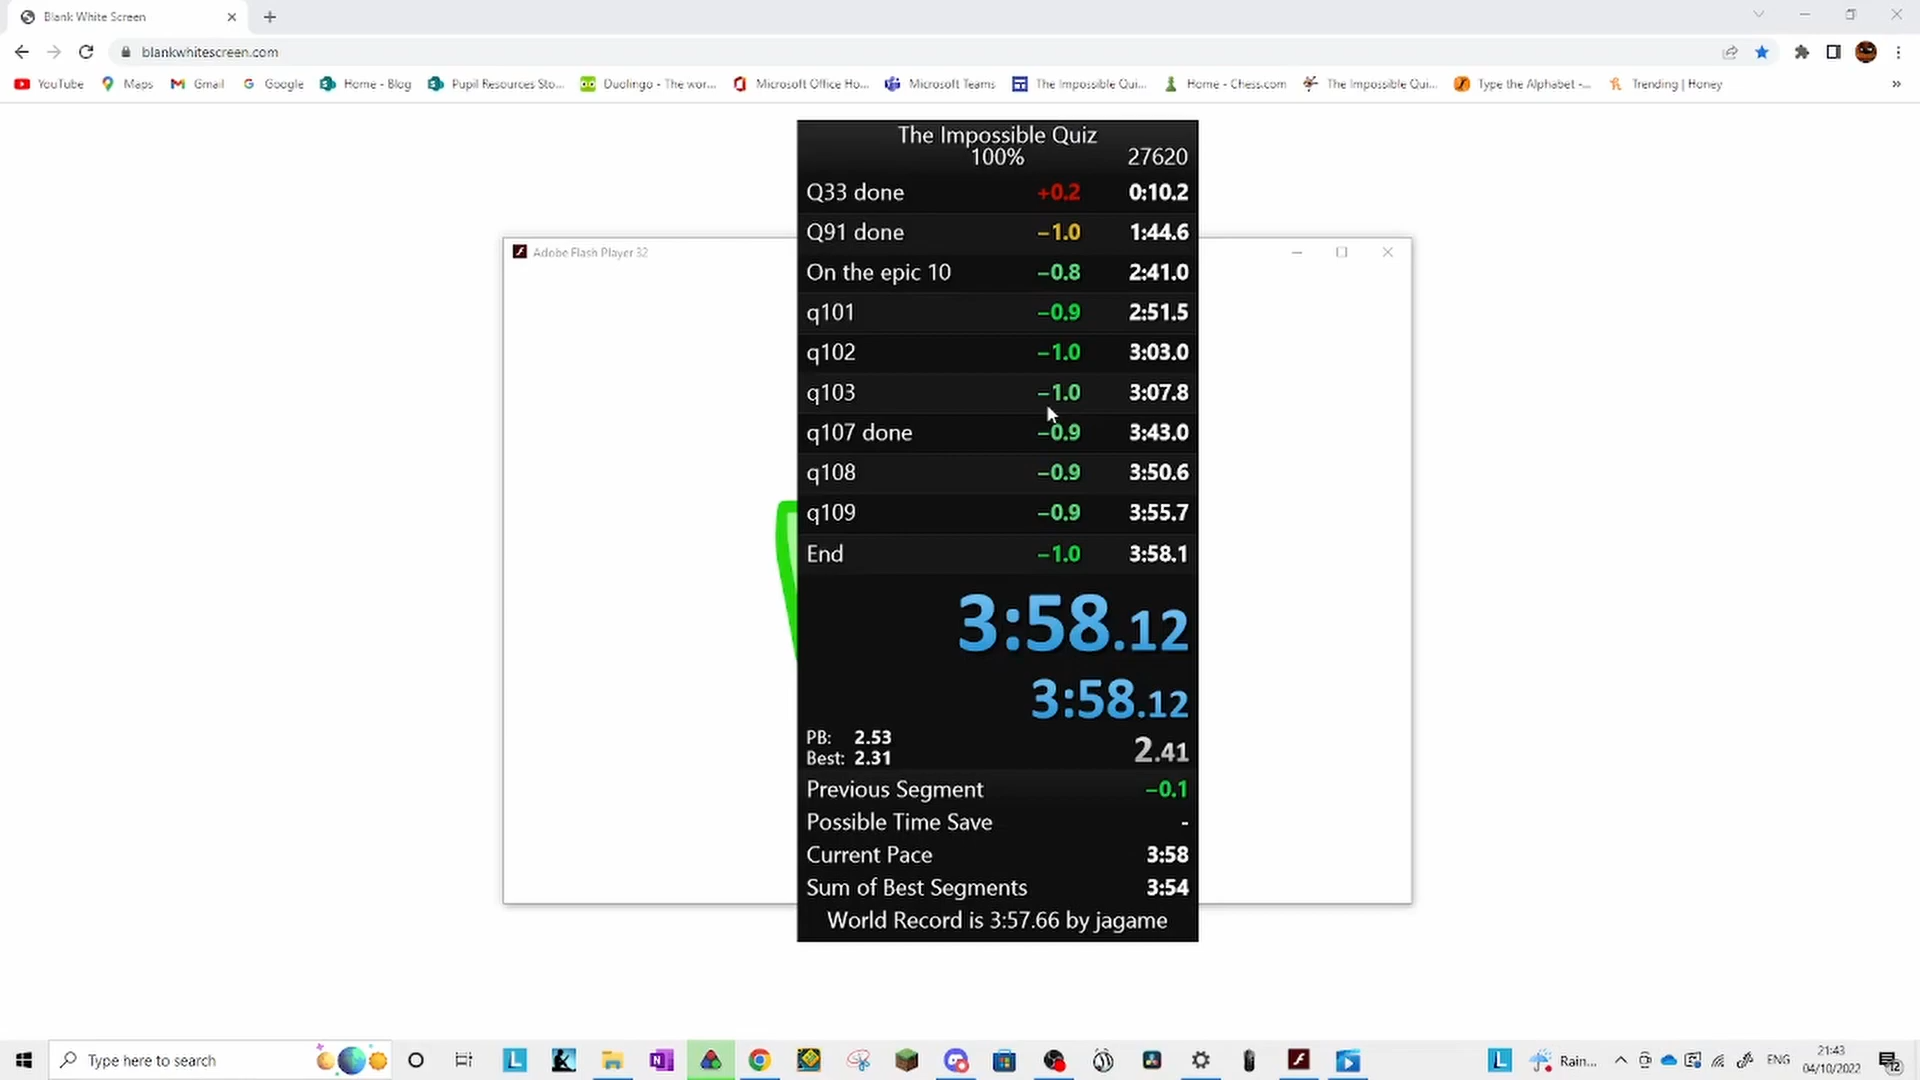 Blank White Screen
blankwhitescreen.com
YouTube Maps Gmail Google Home - Blog Pupil Resources Sto... Duolingo - The wor... Microsoft Office Ho... Microsoft Teams The Impossible Qui... Home - Chess.com The Impossible Qui... Type the Alphabet -... Trending | Honey »
Adobe Flash Player 32
The Impossible Quiz
100% 27620
Q33 done +0.2 0:10.2
Q91 done −1.0 1:44.6
On the epic 10 −0.8 2:41.0
q101 −0.9 2:51.5
q102 −1.0 3:03.0
q103 −1.0 3:07.8
q107 done −0.9 3:43.0
q108 −0.9 3:50.6
q109 −0.9 3:55.7
End −1.0 3:58.1
3:58.12
3:58.12
PB: 2.53
Best: 2.31
2.41
Previous Segment −0.1
Possible Time Save -
Current Pace 3:58
Sum of Best Segments 3:54
World Record is 3:57.66 by jagame
Type here to search
Rain...
ENG
21:43
04/10/2022
12